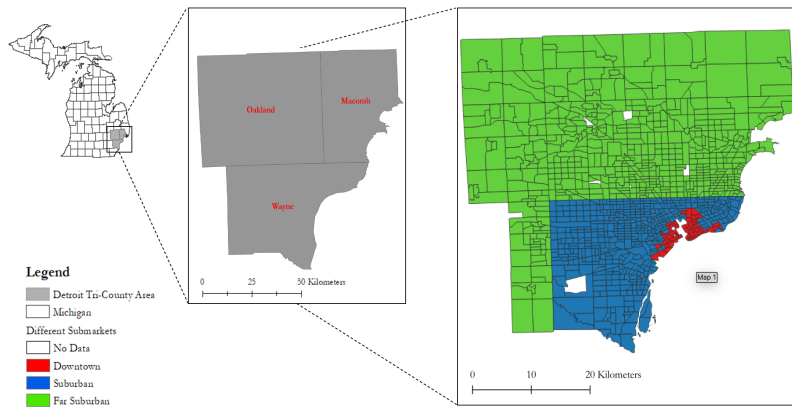 Oakland
Macomb
Wayne
0 25 50 Kilometers
Map 1
0 10 20 Kilometers
Legend
Detroit Tri-County Area
Michigan
Different Submarkets
No Data
Downtown
Suburban
Far Suburban